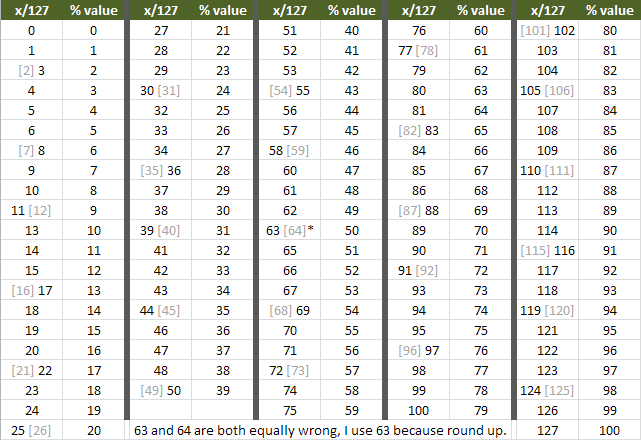 x/127 % value x/127 % value x/127 % value x/127 % value x/127 % value
0 0 27 21 51 40 76 60 [101] 102 80
1 1 28 22 52 41 77 [78] 61 103 81
[2] 3 2 29 23 53 42 79 62 104 82
4 3 30 [31] 24 [54] 55 43 80 63 105 [106] 83
5 4 32 25 56 44 81 64 107 84
6 5 33 26 57 45 [82] 83 65 108 85
[7] 8 6 34 27 58 [59] 46 84 66 109 86
9 7 [35] 36 28 60 47 85 67 110 [111] 87
10 8 37 29 61 48 86 68 112 88
11 [12] 9 38 30 62 49 [87] 88 69 113 89
13 10 39 [40] 31 63 [64]* 50 89 70 114 90
14 11 41 32 65 51 90 71 [115] 116 91
15 12 42 33 66 52 91 [92] 72 117 92
[16] 17 13 43 34 67 53 93 73 118 93
18 14 44 [45] 35 [68] 69 54 94 74 119 [120] 94
19 15 46 36 70 55 95 75 121 95
20 16 47 37 71 56 [96] 97 76 122 96
[21] 22 17 48 38 72 [73] 57 98 77 123 97
23 18 [49] 50 39 74 58 99 78 124 [125] 98
24 19 75 59 100 79 126 99
25 [26] 20 63 and 64 are both equally wrong, I use 63 because round up. 127 100